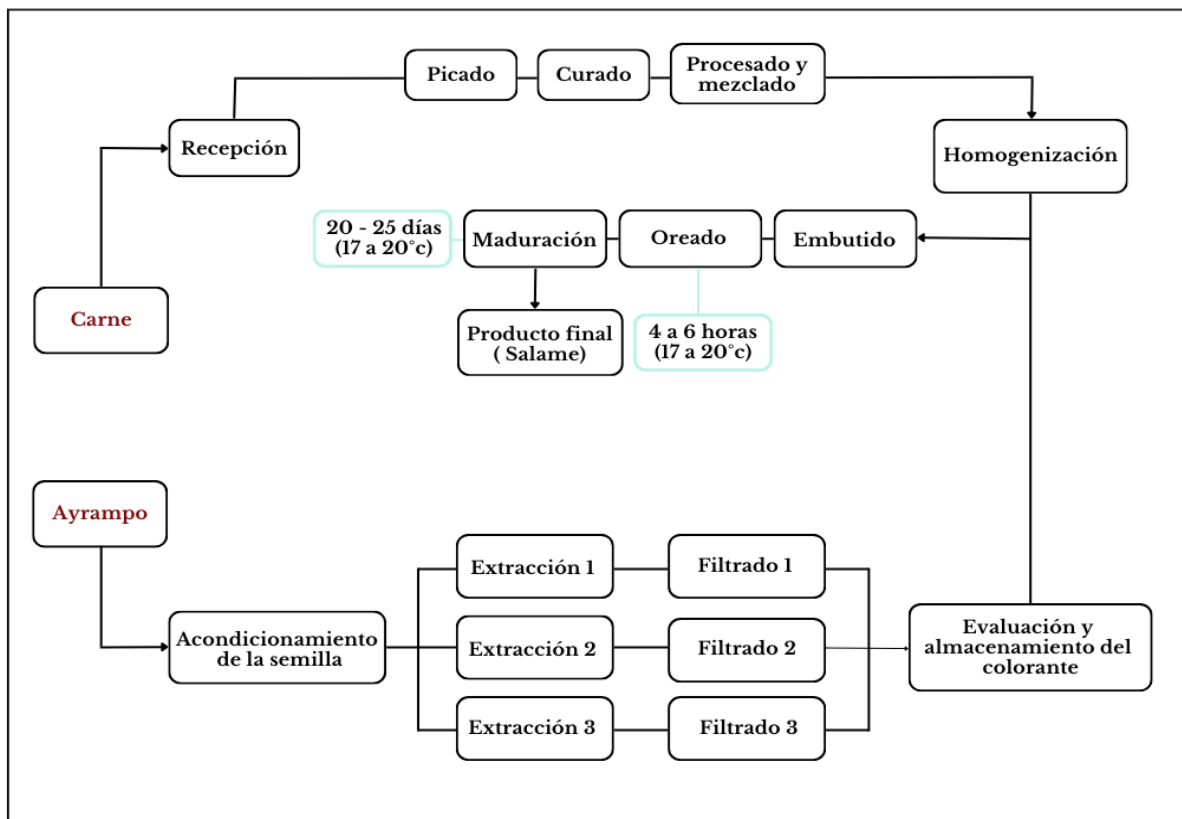 Picado
Curado
Procesado y
mezclado
Recepción
Homogenización
20 - 25 días
(17 a 20°c)
Maduración
Oreado
Embutido
Carne
Producto final
( Salame)
4 a 6 horas
(17 a 20°c)
Ayrampo
Extracción 1
Filtrado 1
Acondicionamiento
de la semilla
Extracción 2
Filtrado 2
Evaluación y
almacenamiento del
colorante
Extracción 3
Filtrado 3